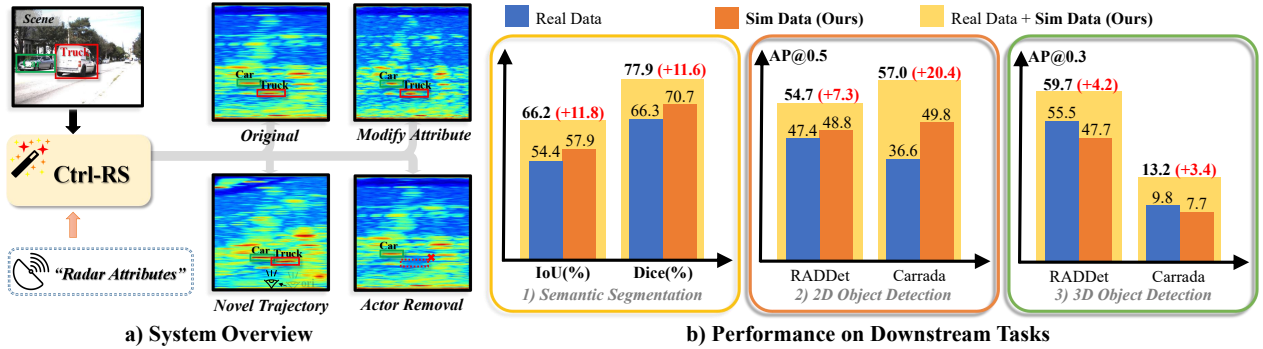 Scene
Truck
Ctrl-RS
"Radar Attributes"
Car
Truck
Original
Car
Truck
Modify Attribute
Car
Truck
Novel Trajectory
Car
Actor Removal
a) System Overview
Real Data
Sim Data (Ours)
Real Data + Sim Data (Ours)
66.2 (+11.8)
54.4
57.9
77.9 (+11.6)
66.3
70.7
IoU(%)
Dice(%)
1) Semantic Segmentation
AP@0.5
54.7 (+7.3)
47.4
48.8
57.0 (+20.4)
36.6
49.8
RADDet
Carrada
2) 2D Object Detection
AP@0.3
59.7 (+4.2)
55.5
47.7
13.2 (+3.4)
9.8
7.7
RADDet
Carrada
3) 3D Object Detection
b) Performance on Downstream Tasks